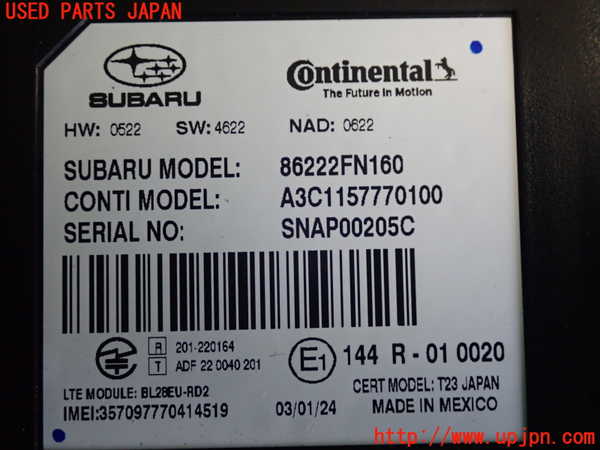 USED PARTS JAPAN
SUBARU
Continental
The Future in Motion
HW: 0522 SW: 4622 NAD: 0622
SUBARU MODEL: 86222FN160
CONTI MODEL: A3C1157770100
SERIAL NO: SNAP00205C
R 201-220164
T ADF 22 0040 201
E1 144 R - 01 0020
LTE MODULE: BL28EU-RD2
CERT MODEL: T23 JAPAN
IMEI:357097770414519 03/01/24 MADE IN MEXICO
http://www.upjpn.com/